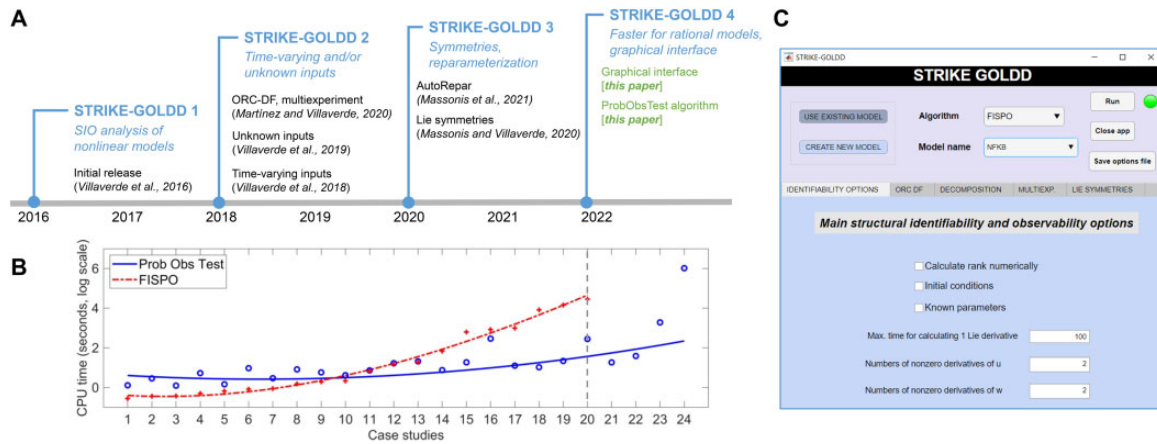 A
STRIKE-GOLDD 1
SIO analysis of
nonlinear models
Initial release
(Villaverde et al., 2016)
STRIKE-GOLDD 2
Time-varying and/or
unknown inputs
ORC-DF, multiexperiment
(Martínez and Villaverde, 2020)
Unknown inputs
(Villaverde et al., 2019)
Time-varying inputs
(Villaverde et al., 2018)
STRIKE-GOLDD 3
Symmetries,
reparameterization
AutoRepar
(Massonis et al., 2021)
Lie symmetries
(Massonis and Villaverde, 2020)
STRIKE-GOLDD 4
Faster for rational models,
graphical interface
Graphical interface
[this paper]
ProbObsTest algorithm
[this paper]
2016 2017 2018 2019 2020 2021 2022
B
CPU time (seconds, log scale)
6
4
2
0
Prob Obs Test
FISPO
1 2 3 4 5 6 7 8 9 10 11 12 13 14 15 16 17 18 19 20 21 22 23 24
Case studies
C
STRIKE-GOLDD
STRIKE GOLDD
USE EXISTING MODEL
CREATE NEW MODEL
Algorithm FISPO
Model name NFKB
Run
Close app
Save options file
IDENTIFIABILITY OPTIONS ORC DF DECOMPOSITION MULTIEXP. LIE SYMMETRIES
Main structural identifiability and observability options
Calculate rank numerically
Initial conditions
Known parameters
Max. time for calculating 1 Lie derivative 100
Numbers of nonzero derivatives of u 2
Numbers of nonzero derivatives of w 2